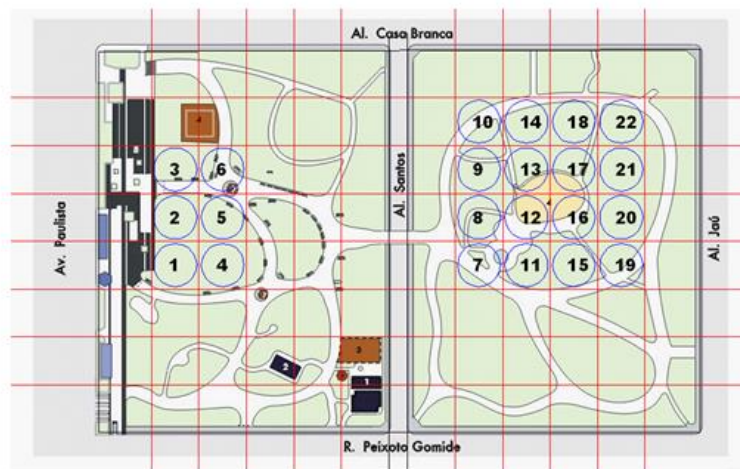 Al. Casa Branca
10 14 18 22
3 6 9 13 17 21
2 5 8 12 16 20
1 4 7 11 15 19
Av. Paulista
Al. Santos
Al. Jaú
3
2
1
R. Peixoto Gomide